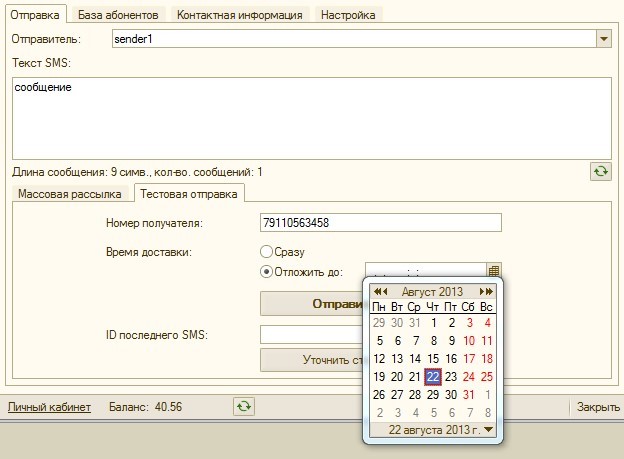 Отправка База абонентов Контактная информация Настройка
Отправитель: sender1
Текст SMS:
сообщение
Длина сообщения: 9 симв., кол-во. сообщений: 1
Массовая рассылка Тестовая отправка
Номер получателя: 79110563458
Время доставки: Сразу
Отложить до: . . : :
Отправи
ID последнего SMS:
Уточнить ст
Август 2013
Пн Вт Ср Чт Пт Сб Вс
29 30 31 1 2 3 4
5 6 7 8 9 10 11
12 13 14 15 16 17 18
19 20 21 22 23 24 25
26 27 28 29 30 31 1
2 3 4 5 6 7 8
22 августа 2013 г.
Личный кабинет Баланс: 40.56 Закрыть